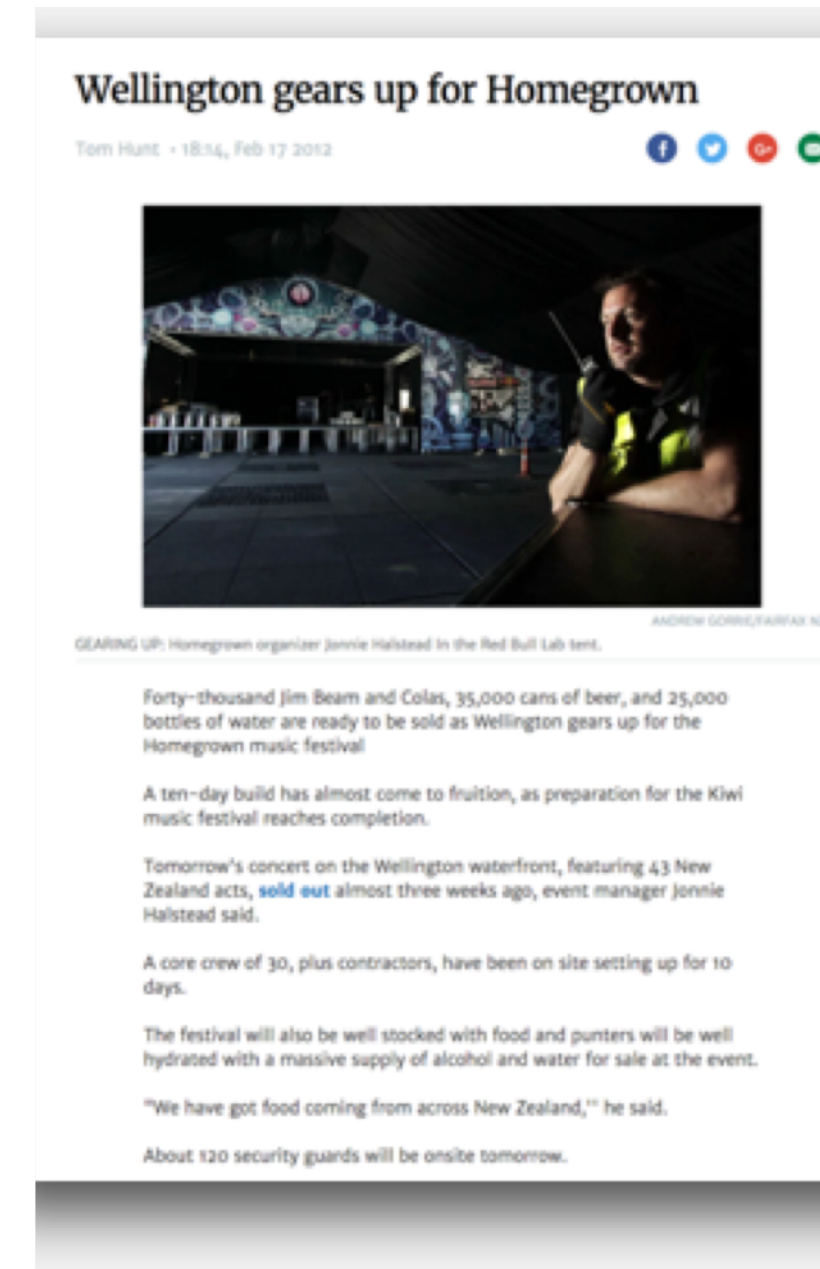 Wellington gears up for Homegrown
Tom Hunt • 18:14, Feb 17 2012
ANDREW GORRIE/FAIRFAX NZ
GEARING UP: Homegrown organizer Jonnie Halstead In the Red Bull Lab tent.
Forty-thousand Jim Beam and Colas, 35,000 cans of beer, and 25,000
bottles of water are ready to be sold as Wellington gears up for the
Homegrown music festival
A ten-day build has almost come to fruition, as preparation for the Kiwi
music festival reaches completion.
Tomorrow's concert on the Wellington waterfront, featuring 43 New
Zealand acts, sold out almost three weeks ago, event manager Jonnie
Halstead said.
A core crew of 30, plus contractors, have been on site setting up for 10
days.
The festival will also be well stocked with food and punters will be well
hydrated with a massive supply of alcohol and water for sale at the event.
"We have got food coming from across New Zealand,'' he said.
About 120 security guards will be onsite tomorrow.